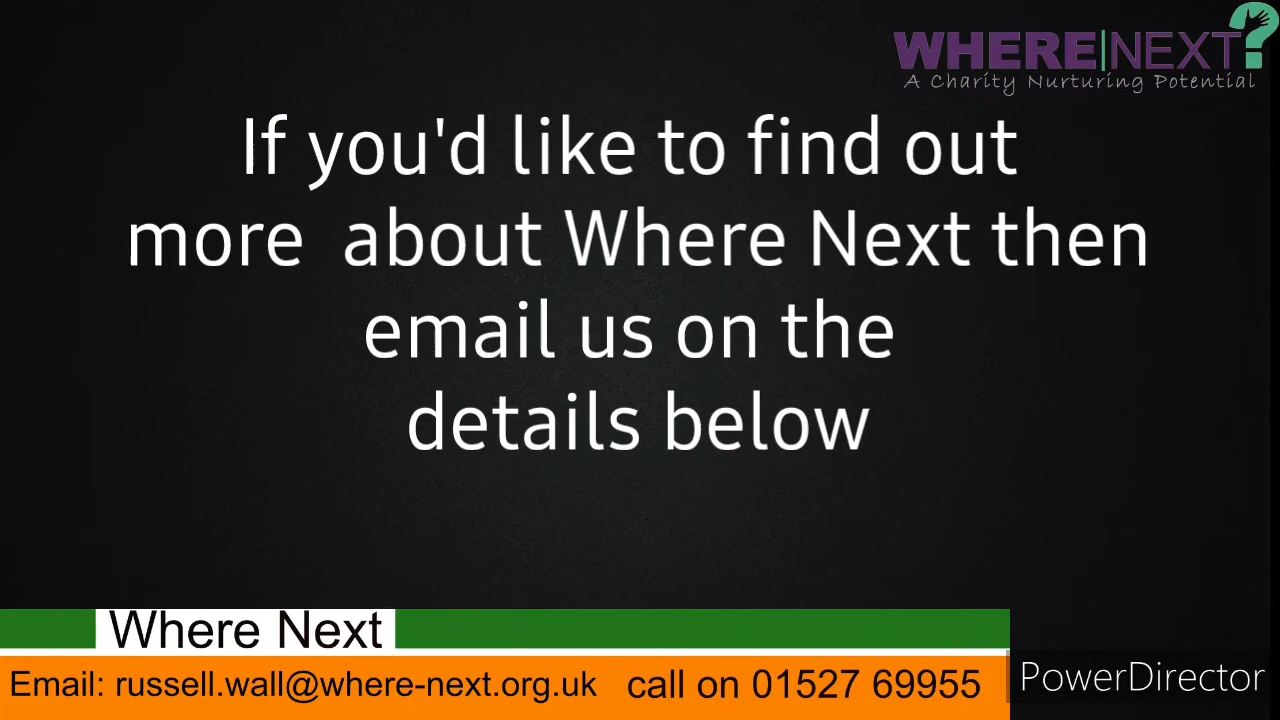 WHERE|NEXT?
A Charity Nurturing Potential
If you'd like to find out
more about Where Next then
email us on the
details below
Where Next
Email: russell.wall@where-next.org.uk call on 01527 69955
PowerDirector